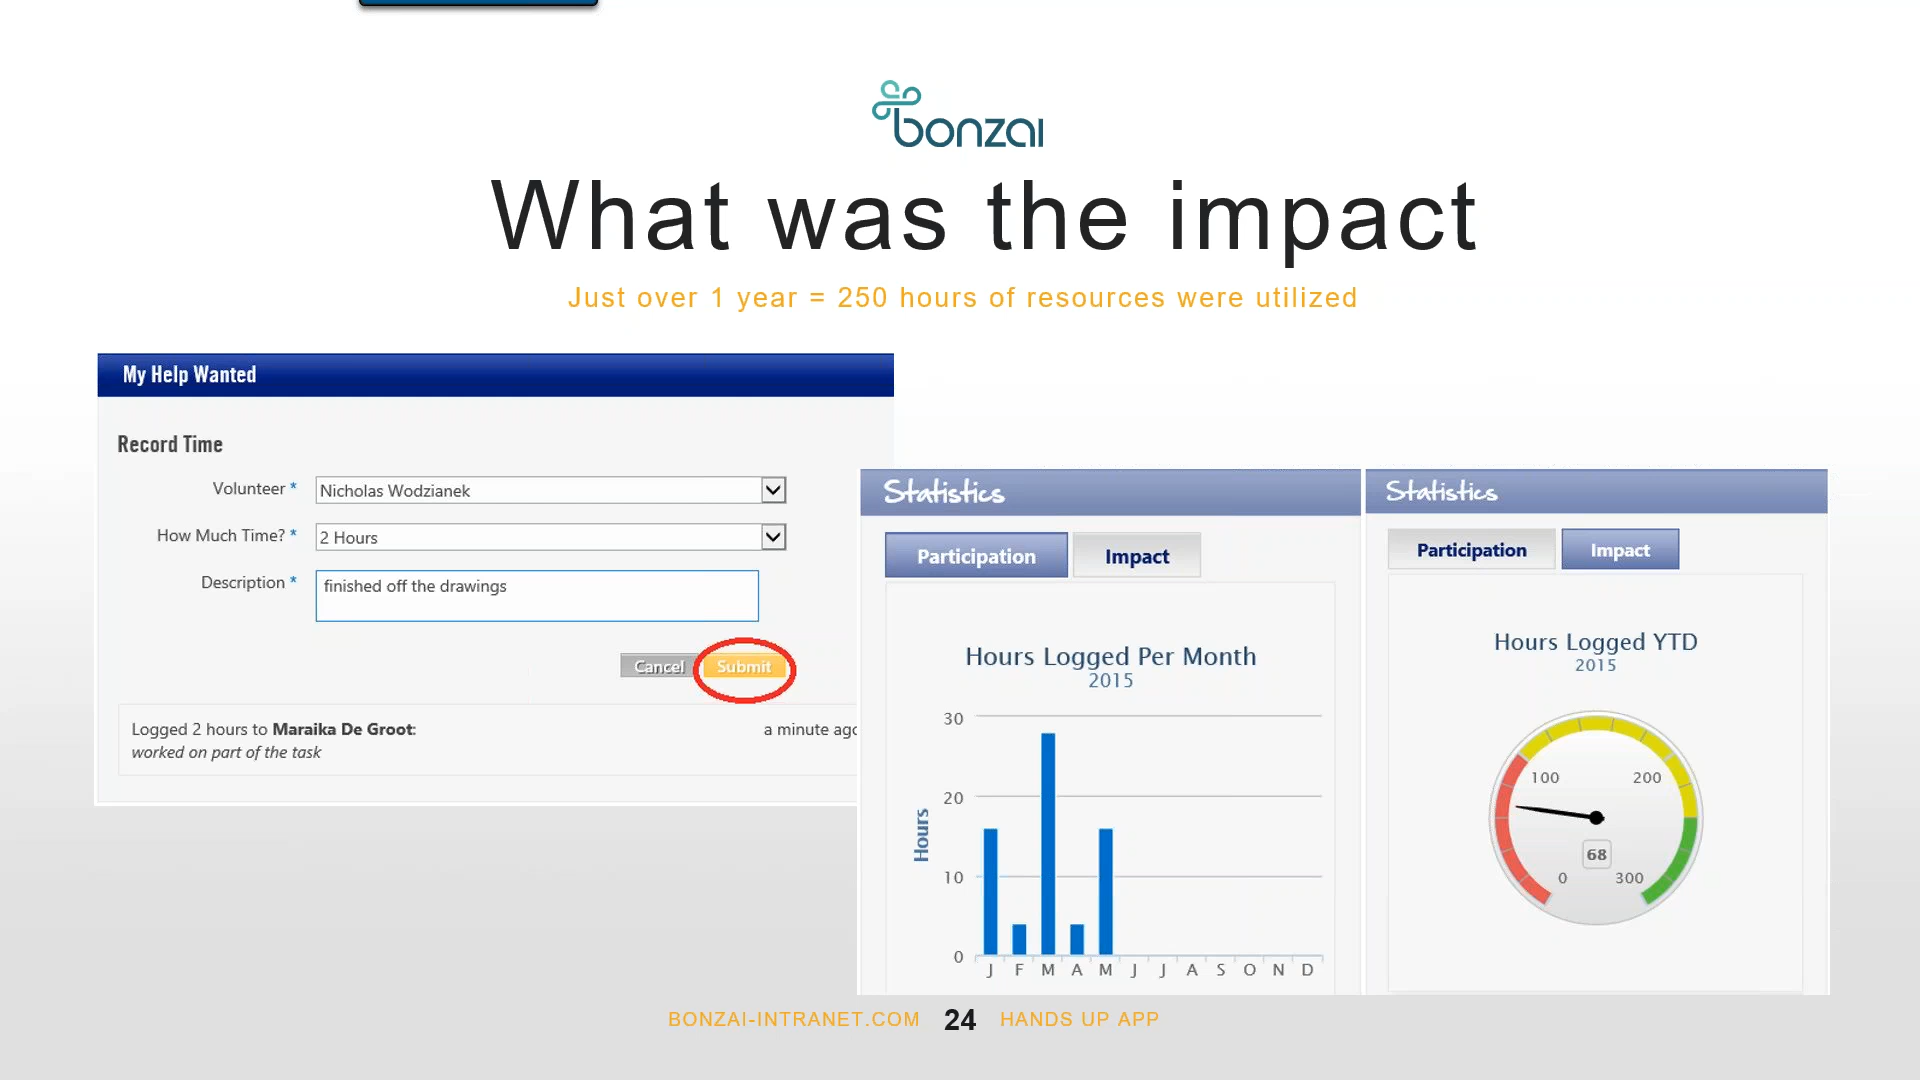 bonzai
What was the impact
Just over 1 year = 250 hours of resources were utilized
My Help Wanted
Record Time
Volunteer * Nicholas Wodzianek
How Much Time? * 2 Hours
Description * finished off the drawings
Cancel Submit
Logged 2 hours to Maraika De Groot: a minute ago
worked on part of the task
Statistics
Participation Impact
Hours Logged Per Month
2015
Hours
30
20
10
0
J F M A M J J A S O N D
Statistics
Participation Impact
Hours Logged YTD
2015
100 200
68
0 300
BONZAI-INTRANET.COM 24 HANDS UP APP